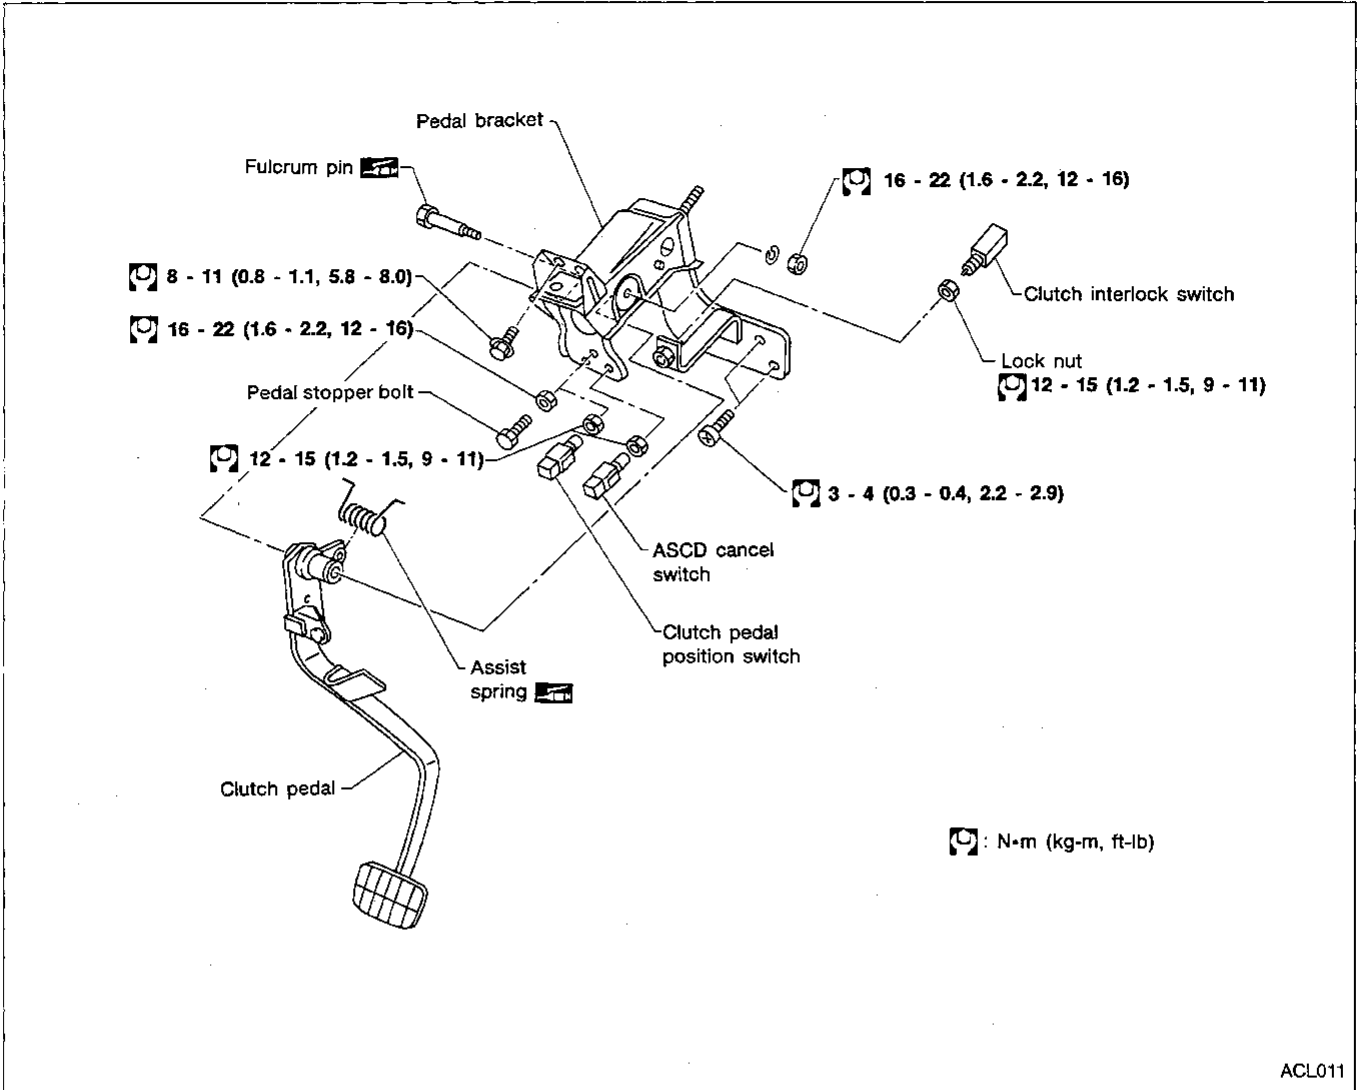 Pedal bracket
Fulcrum pin
16 - 22 (1.6 - 2.2, 12 - 16)
8 - 11 (0.8 - 1.1, 5.8 - 8.0)
Clutch interlock switch
16 - 22 (1.6 - 2.2, 12 - 16)
Lock nut
12 - 15 (1.2 - 1.5, 9 - 11)
Pedal stopper bolt
12 - 15 (1.2 - 1.5, 9 - 11)
3 - 4 (0.3 - 0.4, 2.2 - 2.9)
ASCD cancel
switch
C
Clutch pedal
position switch
Assist
spring
Clutch pedal
: N•m (kg-m, ft-lb)
ACL011